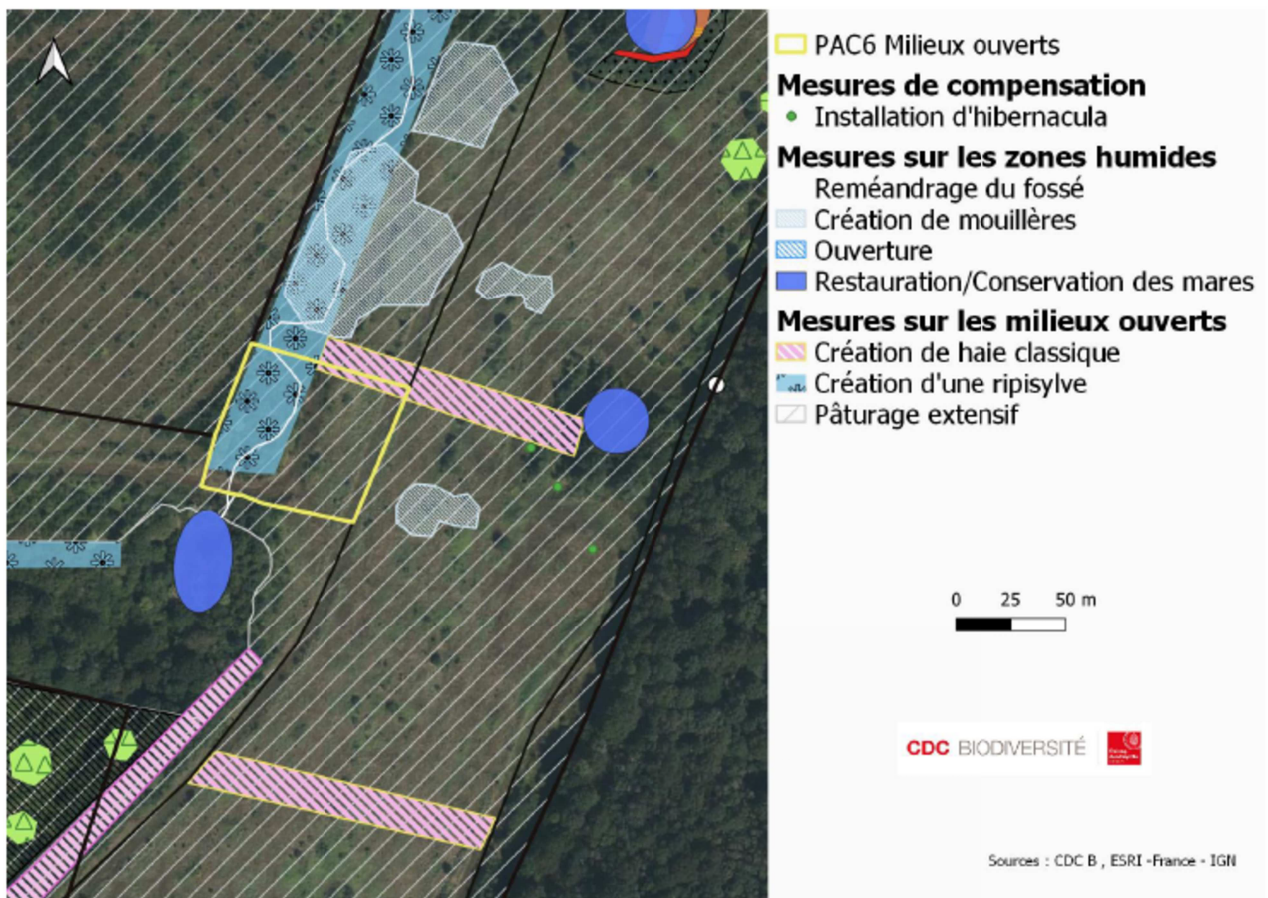 PAC6 Milieux ouverts
Mesures de compensation
Installation d'hibernacula
Mesures sur les zones humides
Reméandrage du fossé
Création de mouillères
Ouverture
Restauration/Conservation des mares
Mesures sur les milieux ouverts
Création de haie classique
Création d'une ripisylve
Pâturage extensif
0 25 50 m
CDC BIODIVERSITÉ
Sources : CDC B , ESRI -France - IGN